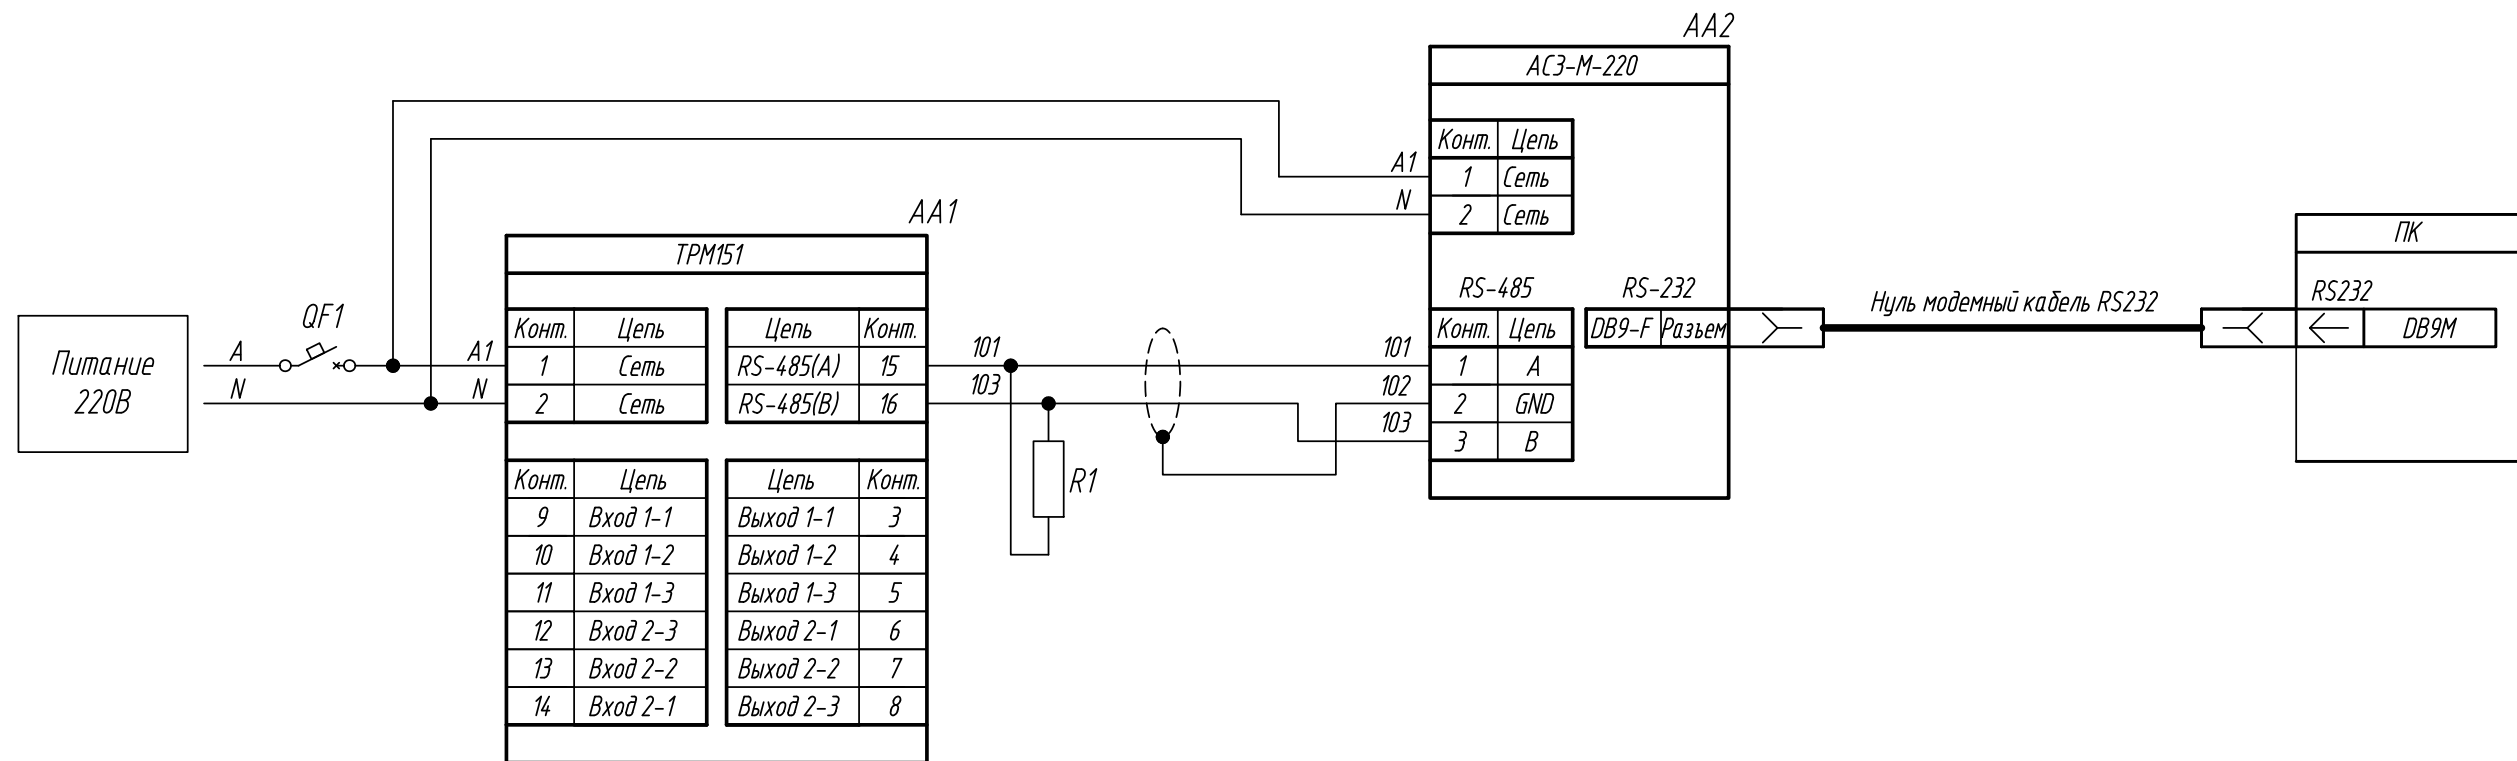 AA2
АС3-М-220
Конт. Цепь
A1 1 Сеть
N 2 Сеть
AA1
ТРМ151
ПК
RS-485 RS-232
RS232
Нуль модемный кабель RS232
QF1
Питание
220В
A
N
A1
N
Конт. Цепь Цепь Конт.
1 Сеть RS-485(A) 15
2 Сеть RS-485(B) 16
101
103
Конт. Цепь DB9-F Разъем
DB9M
101 1 A
102 2 GND
103 3 B
R1
Конт. Цепь Цепь Конт.
9 Вход 1-1 Выход 1-1 3
10 Вход 1-2 Выход 1-2 4
11 Вход 1-3 Выход 1-3 5
12 Вход 2-3 Выход 2-1 6
13 Вход 2-2 Выход 2-2 7
14 Вход 2-1 Выход 2-3 8